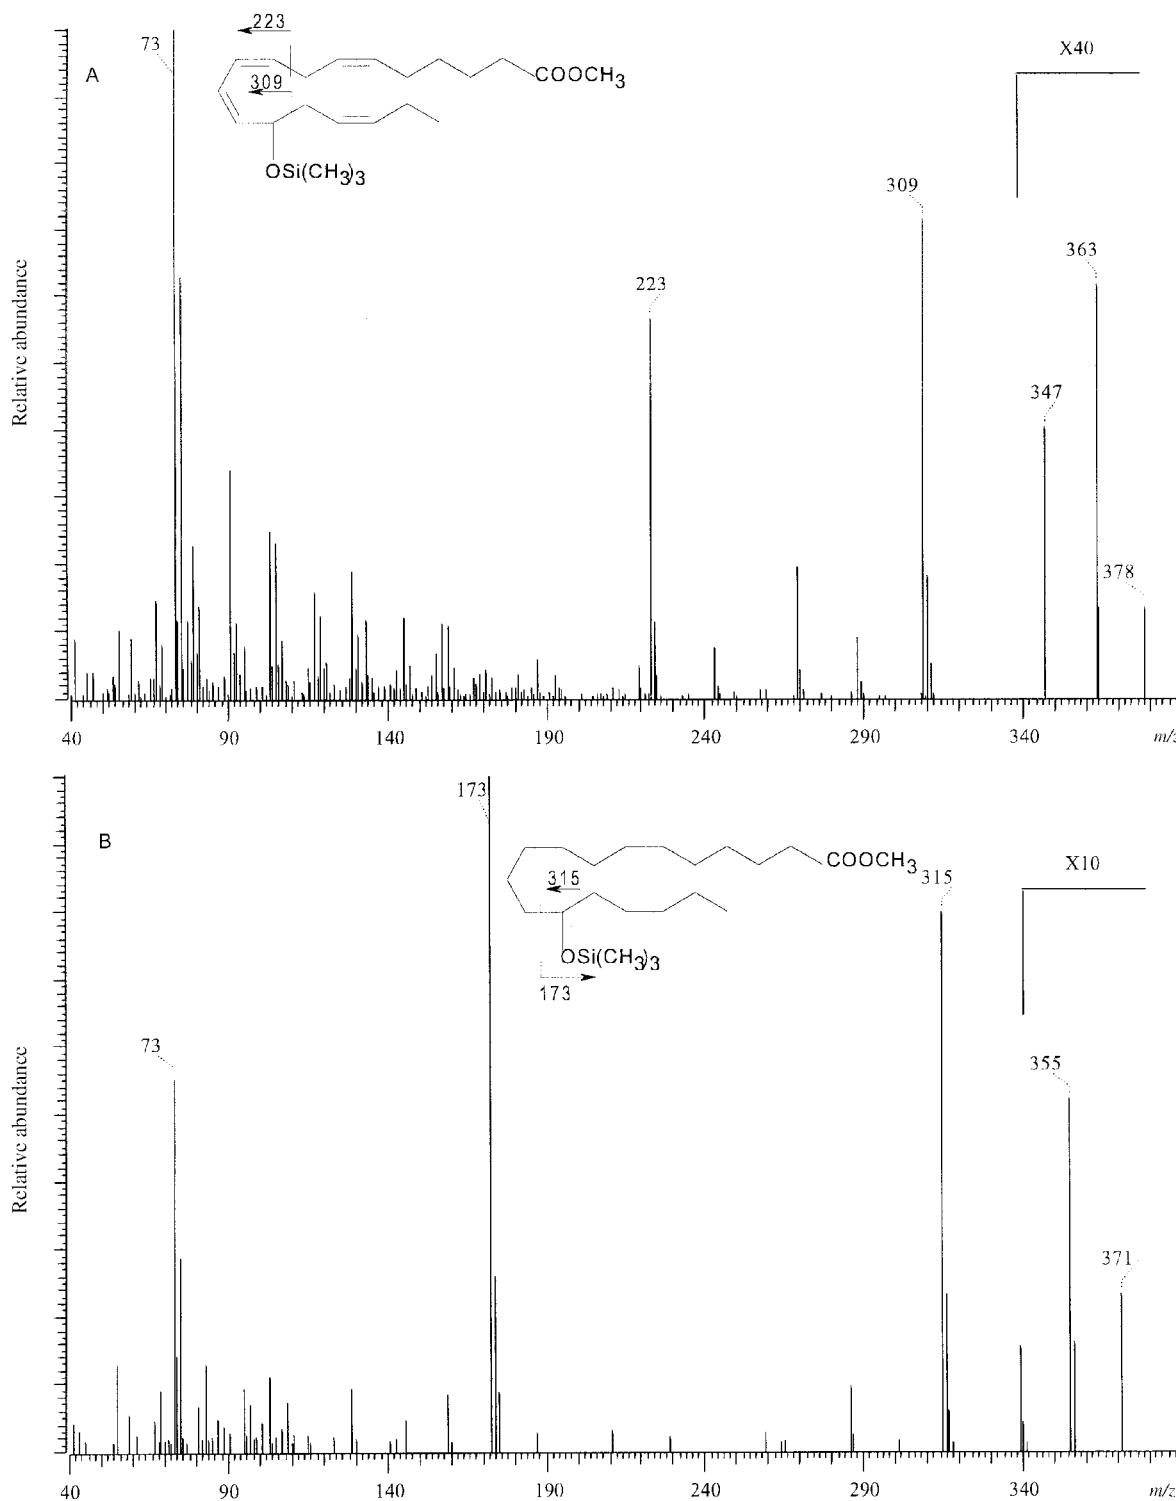 223
73
X40
A
COOCH3
309
OSi(CH3)3
309
363
223
347
378
Relative abundance
40 90 140 190 240 290 340 m/z
173
B
COOCH3
315
X10
315
OSi(CH3)3
173
73
355
371
Relative abundance
40 90 140 190 240 290 340 m/z